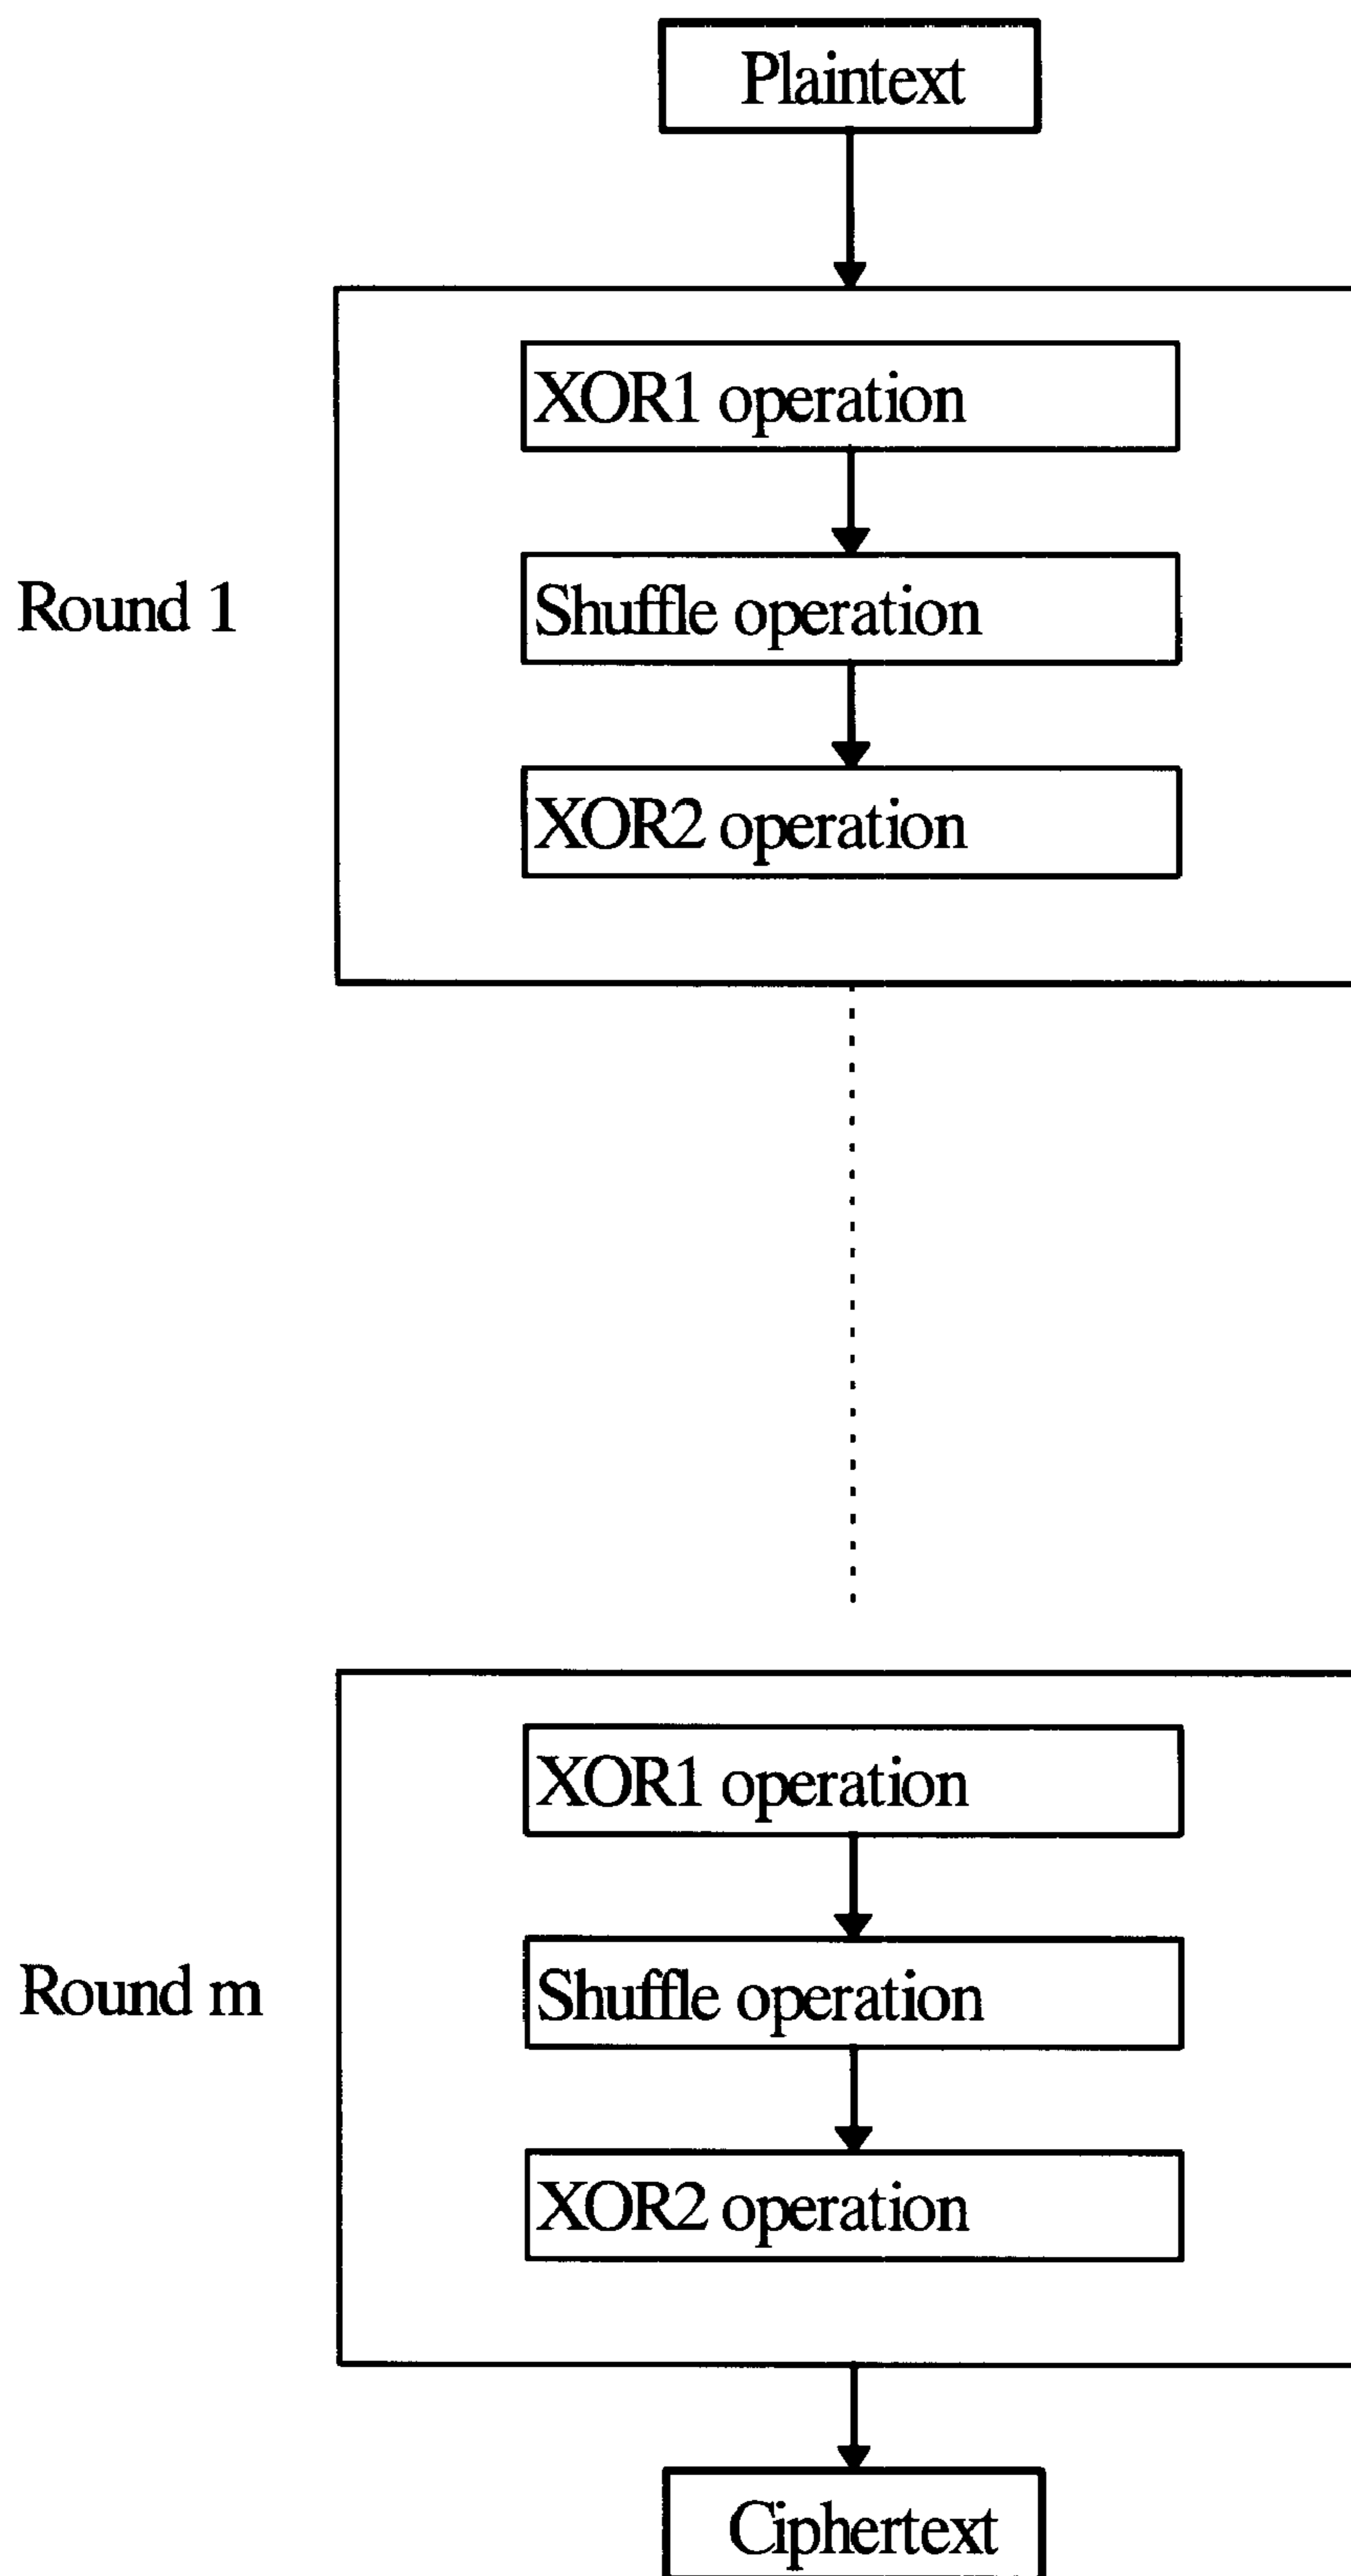 Plaintext
XOR1 operation
Round 1
Shuffle operation
XOR2 operation
XOR1 operation
Round m
Shuffle operation
XOR2 operation
Ciphertext